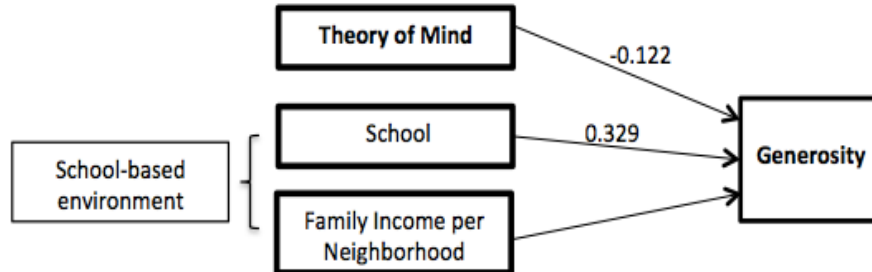 Theory of Mind
-0.122
School
0.329
Generosity
School-based
environment
Family Income per
Neighborhood